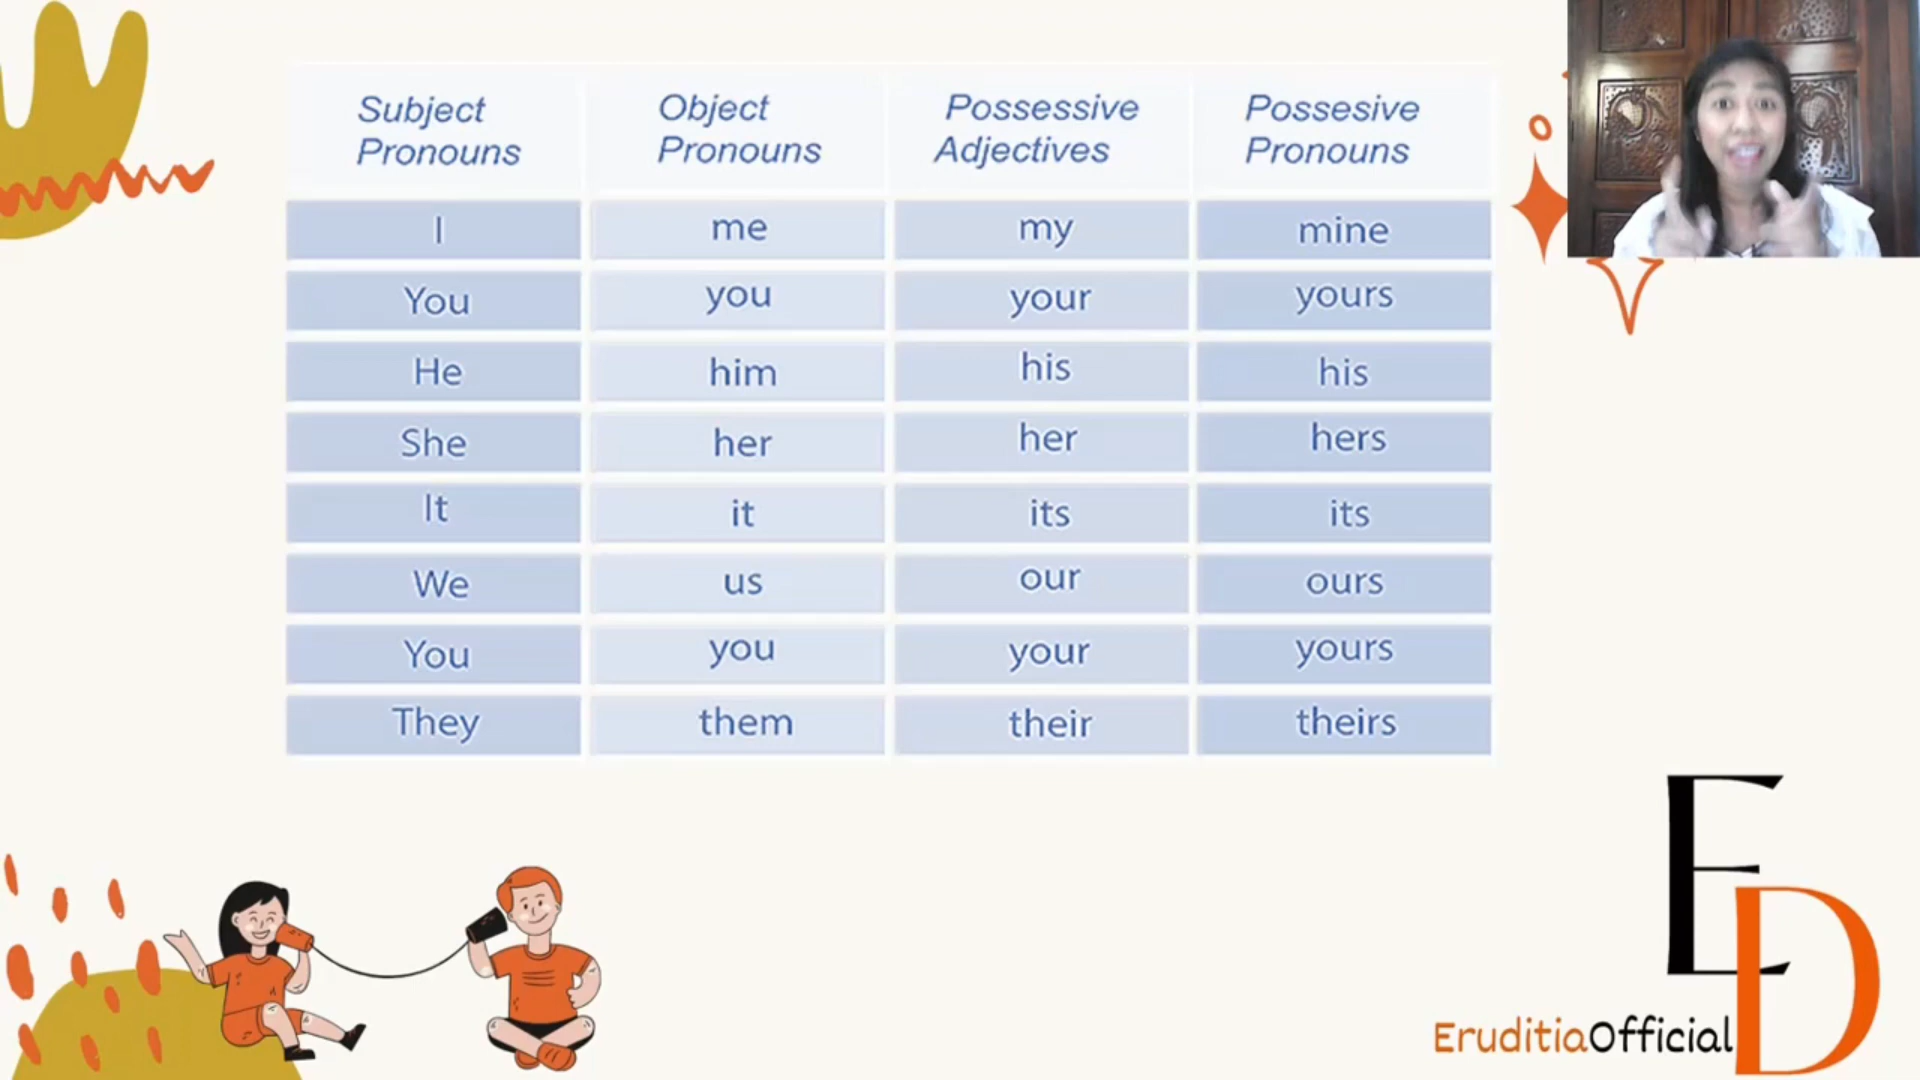 Subject Pronouns
Object Pronouns
Possessive Adjectives
Possesive Pronouns
I me my mine
You you your yours
He him his his
She her her hers
It it its its
We us our ours
You you your yours
They them their theirs
ED
EruditiaOfficial